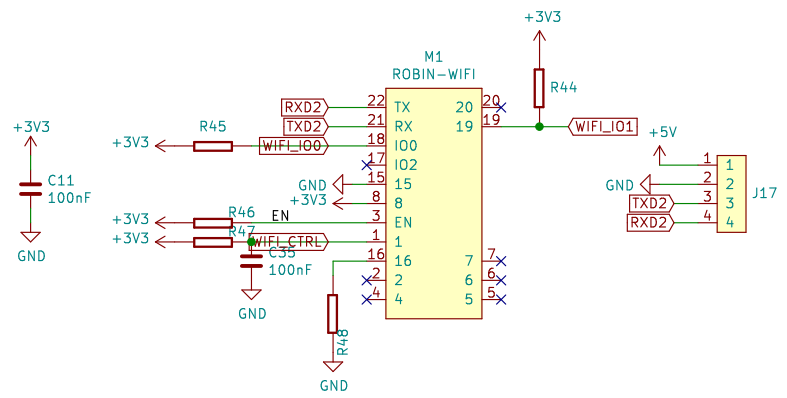 +3V3
M1
ROBIN-WIFI
R44
RXD2
22
TX
20
20
TXD2
21
RX
19
19
WIFI_IO1
+3V3
R45
WIFI_IO0
18
IO0
+3V3
17
IO2
+5V
C11
100nF
GND
15
15
+3V3
8
8
GND
1
1
2
2
TXD2
3
3
RXD2
4
4
J17
+3V3
R46
EN
3
EN
+3V3
R47
WIFI_CTRL
1
1
GND
C35
100nF
16
16
7
7
2
2
6
6
4
4
5
5
GND
R48
GND